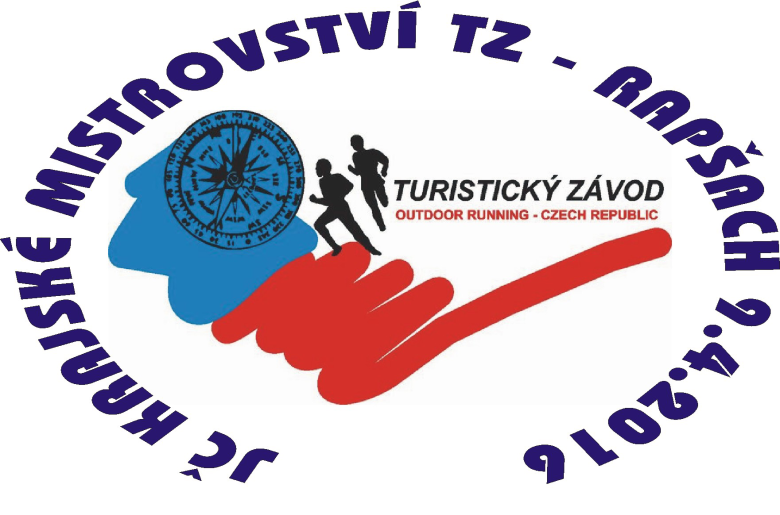 JČ KRAJSKÉ MISTROVSTVÍ TZ - RAPŠACH 9.4.2016
TURISTICKÝ ZÁVOD
OUTDOOR RUNNING - CZECH REPUBLIC